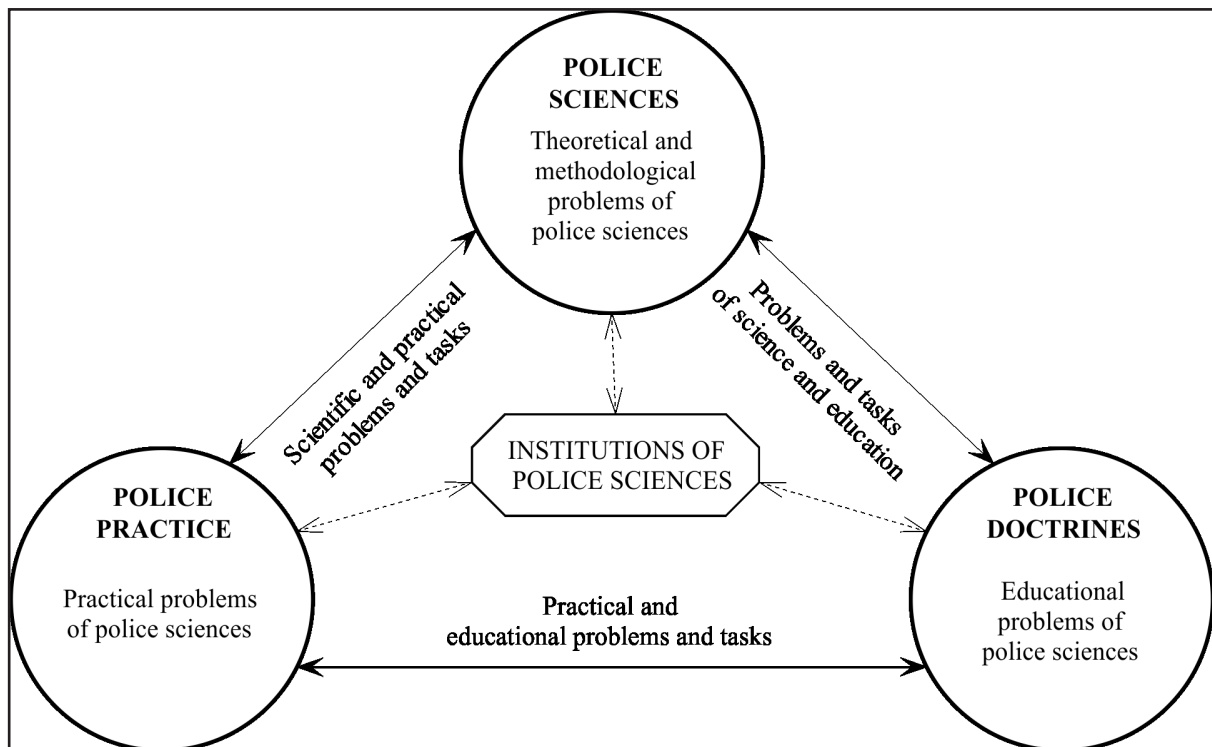 POLICE
SCIENCES
Theoretical and
methodological
problems of
police sciences
Scientific and practical
problems and tasks
Problems and tasks
of science and education
INSTITUTIONS OF
POLICE SCIENCES
POLICE
PRACTICE
Practical problems
of police sciences
Practical and
educational problems and tasks
POLICE
DOCTRINES
Educational
problems of
police sciences